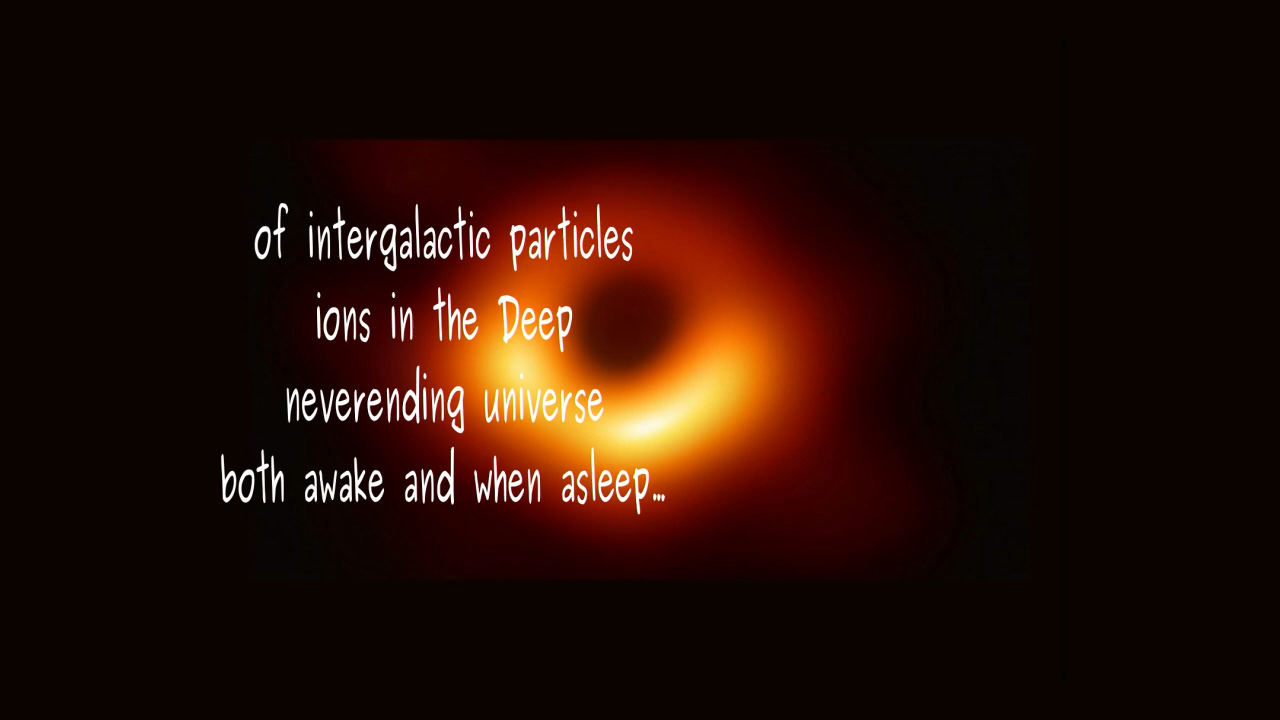 of intergalactic particles
ions in the Deep
neverending universe
both awake and when asleep...